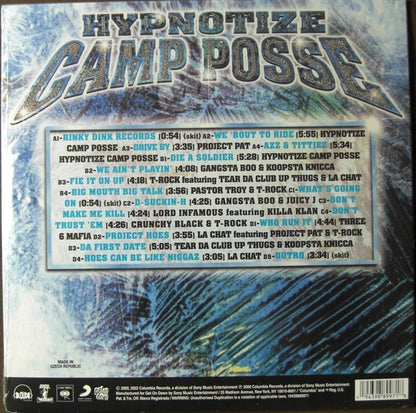 HYPNOTIZE
CAMP POSSE
A1-RINKY DINK RECORDS (0:54) (skit) A2-WE 'BOUT TO RIDE [5:55] HYPNOTIZE
CAMP POSSE A3-DRIVE BY [3:35] PROJECT PAT A4-AZZ & TITTIEZ [5:34]
HYPNOTIZE CAMP POSSE B1-DIE A SOLDIER [5:28] HYPNOTIZE CAMP POSSE
B2-WE AIN'T PLAYIN' [4:08] GANGSTA BOO & KOOPSTA KNICCA
B3-FIE IT ON UP [4:18] T-ROCK featuring TEAR DA CLUB UP THUGS & LA CHAT
B4-BIG MOUTH BIG TALK [3:56] PASTOR TROY & T-ROCK C1-WHAT'S GOING
ON [0:54] (skit) C2-D-SUCKIN-H [4:25] GANGSTA BOO & JUICY J C3-DON'T
MAKE ME KILL [4:24] LORD INFAMOUS featuring KILLA KLAN C4-DON'T
TRUST 'EM [4:26] CRUNCHY BLACK & T-ROCK D1-WHO RUN IT [4:44] THREE
6 MAFIA D2-PROJECT HOES [3:55] LA CHAT featuring PROJECT PAT & T-ROCK
D3-DA FIRST DATE [5:05] TEAR DA CLUB UP THUGS & KOOPSTA KNICCA
D4-HOES CAN BE LIKE NIGGAZ [3:05] LA CHAT D5-OUTRO [3:34] (skit)
MADE IN
CZECH REPUBLIC